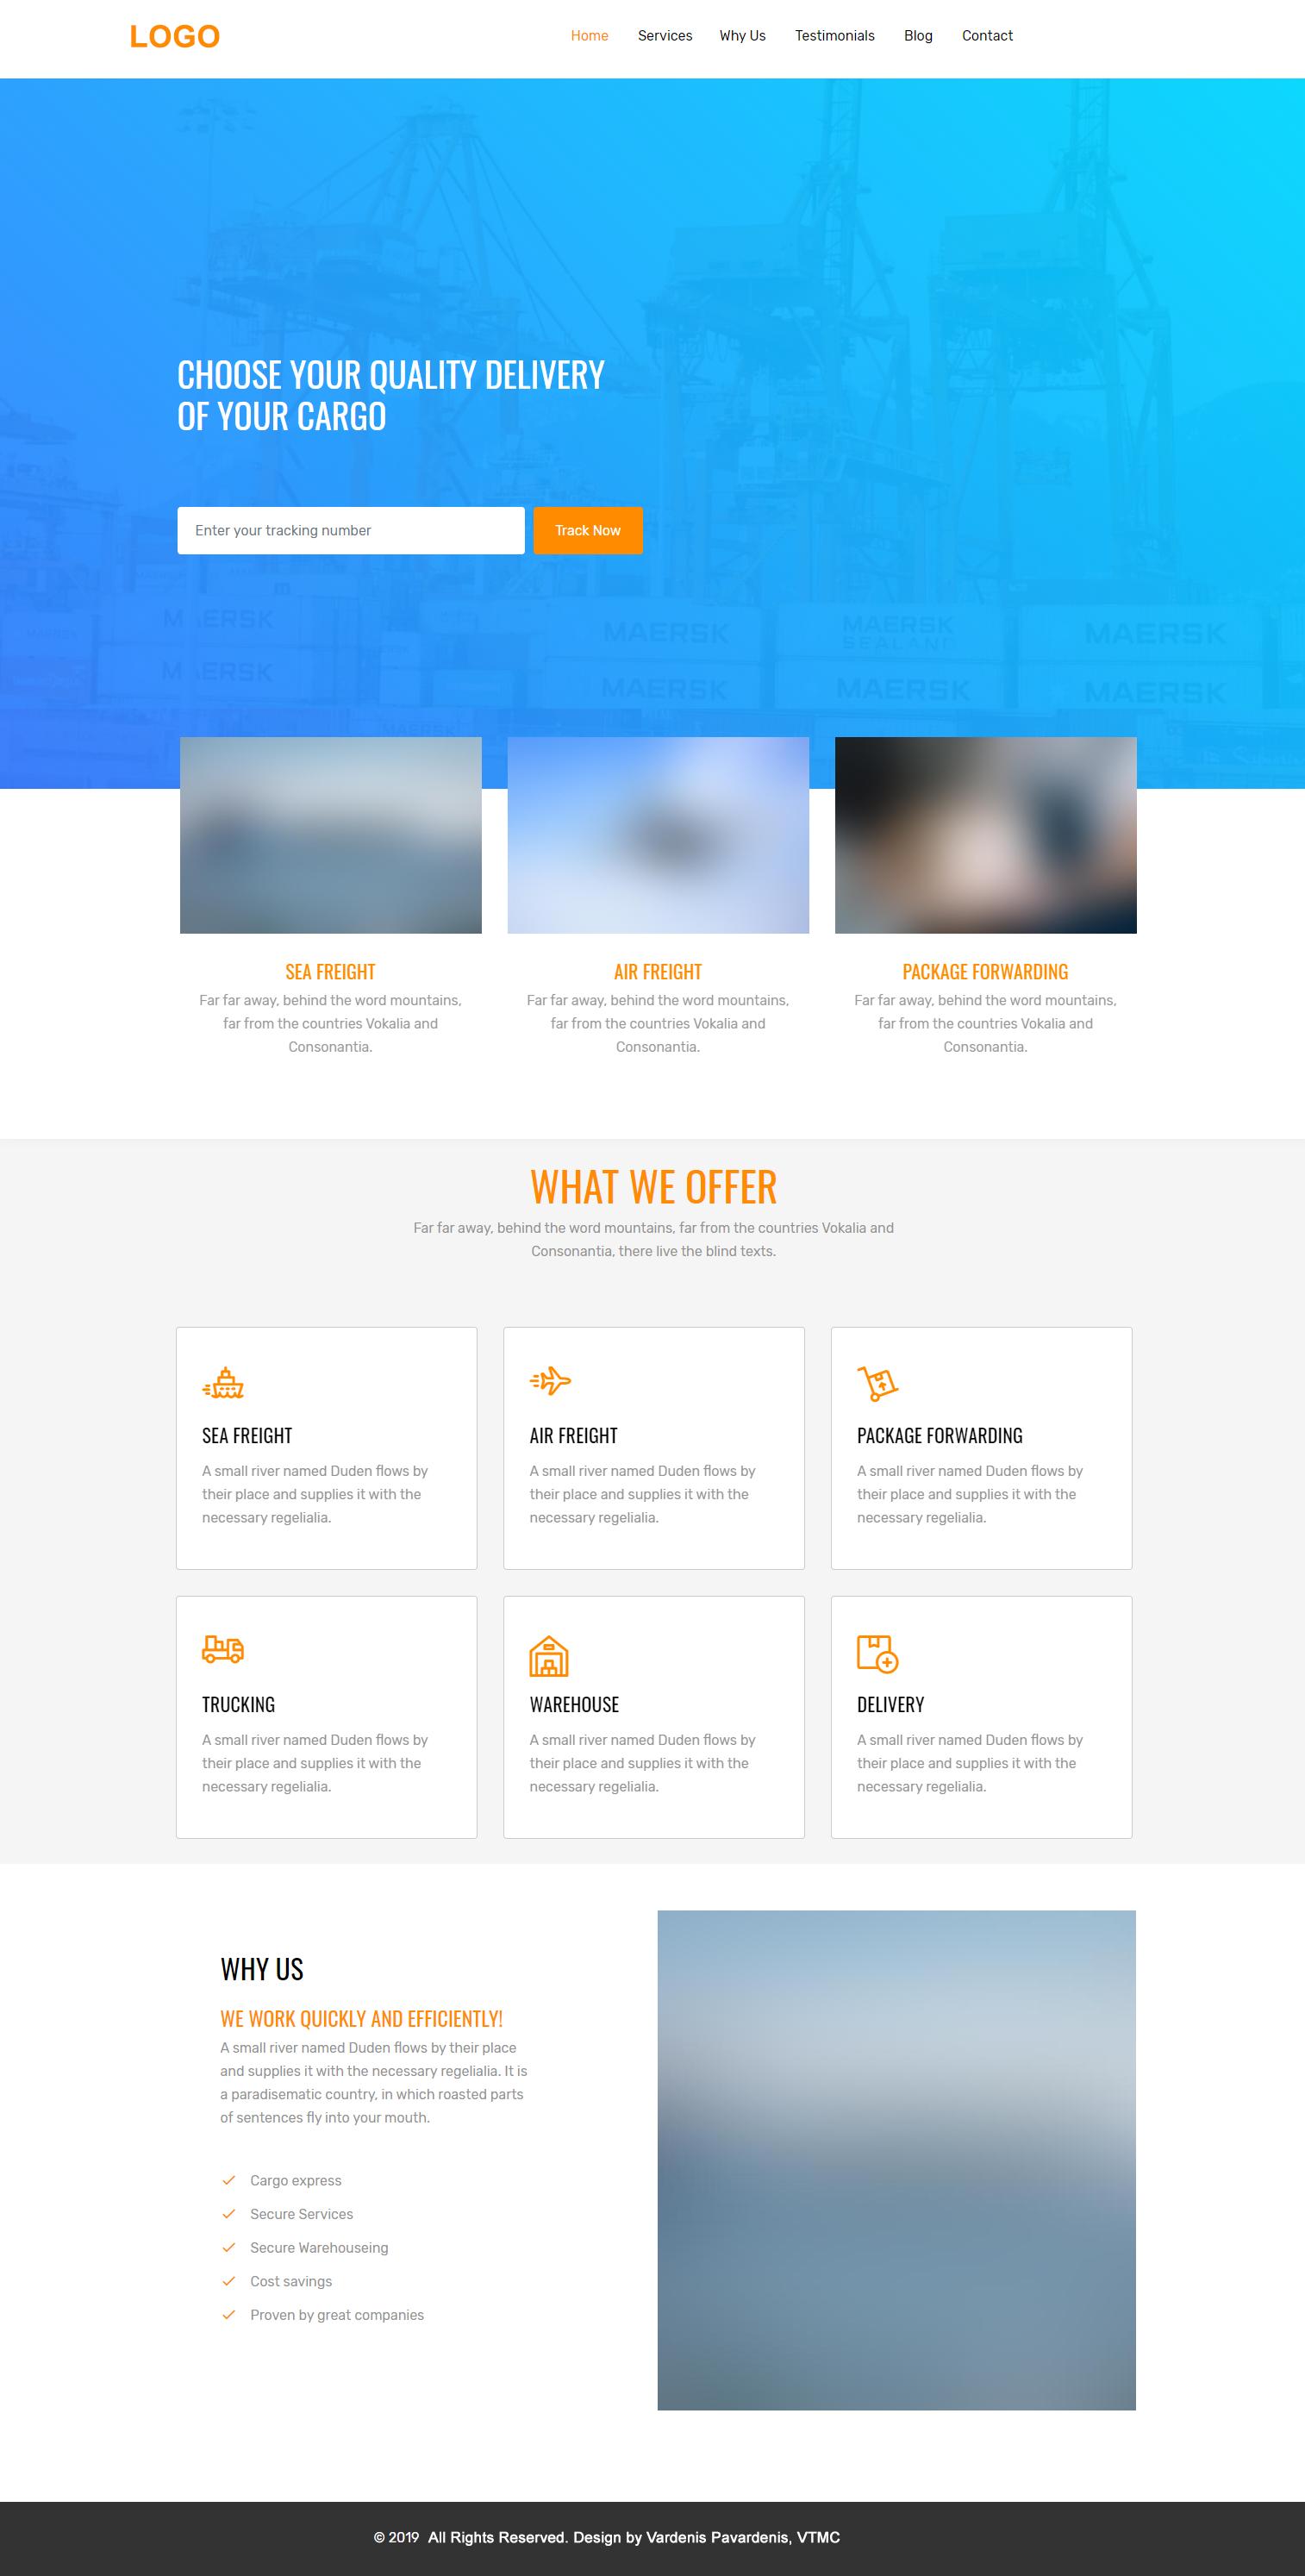 LOGO
Home Services Why Us Testimonials Blog Contact
CHOOSE YOUR QUALITY DELIVERY
OF YOUR CARGO
Enter your tracking number Track Now
MAERSK
MAERSK
MAERSK
SEALAND
MAERSK
MAERSK
MAERSK
MAERSK
MAERSK
MAERSK
MAERSK
SEA FREIGHT
Far far away, behind the word mountains,
far from the countries Vokalia and
Consonantia.
AIR FREIGHT
Far far away, behind the word mountains,
far from the countries Vokalia and
Consonantia.
PACKAGE FORWARDING
Far far away, behind the word mountains,
far from the countries Vokalia and
Consonantia.
WHAT WE OFFER
Far far away, behind the word mountains, far from the countries Vokalia and
Consonantia, there live the blind texts.
SEA FREIGHT
A small river named Duden flows by
their place and supplies it with the
necessary regelialia.
AIR FREIGHT
A small river named Duden flows by
their place and supplies it with the
necessary regelialia.
PACKAGE FORWARDING
A small river named Duden flows by
their place and supplies it with the
necessary regelialia.
TRUCKING
A small river named Duden flows by
their place and supplies it with the
necessary regelialia.
WAREHOUSE
A small river named Duden flows by
their place and supplies it with the
necessary regelialia.
DELIVERY
A small river named Duden flows by
their place and supplies it with the
necessary regelialia.
WHY US
WE WORK QUICKLY AND EFFICIENTLY!
A small river named Duden flows by their place
and supplies it with the necessary regelialia. It is
a paradisematic country, in which roasted parts
of sentences fly into your mouth.
Cargo express
Secure Services
Secure Warehouseing
Cost savings
Proven by great companies
© 2019 All Rights Reserved. Design by Vardenis Pavardenis, VTMC